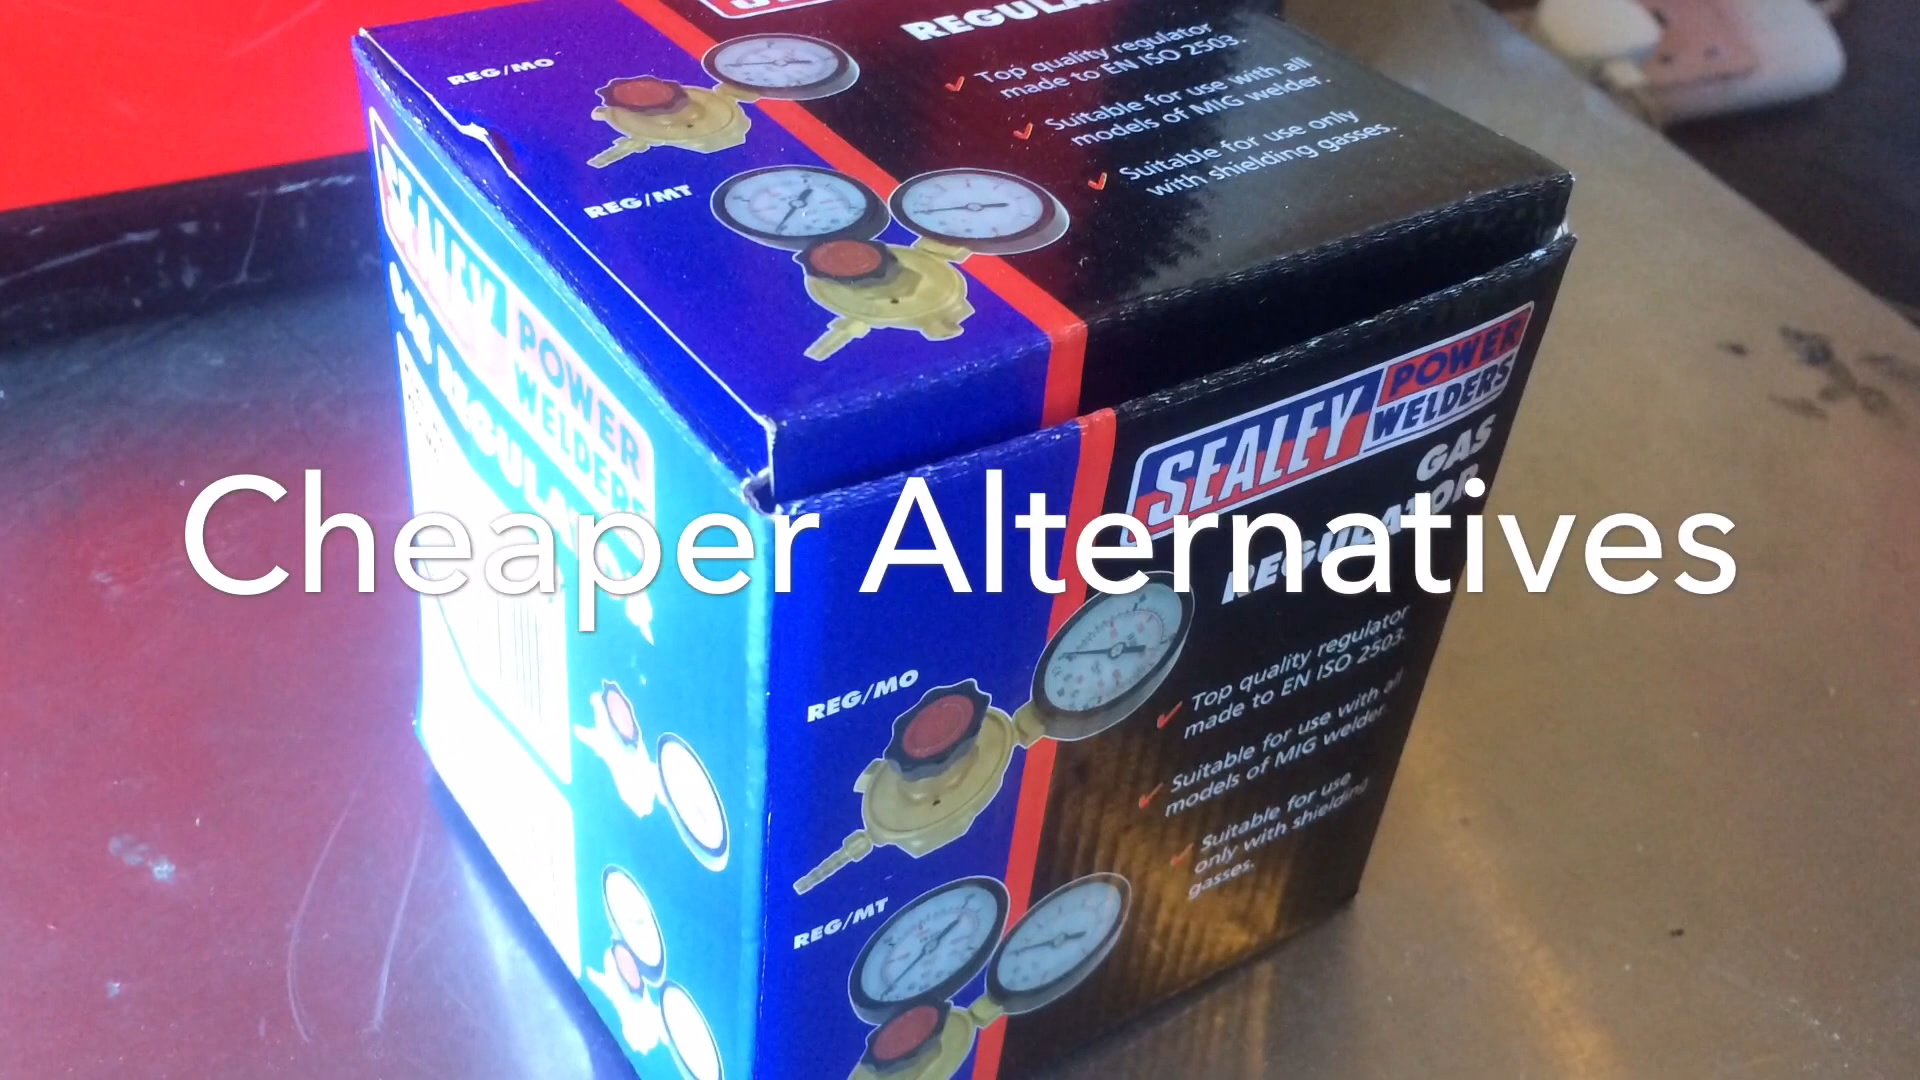 REGULA
REG/MO
Top quality regulator
made to EN ISO 2503.
Suitable for use with all
models of MIG welder.
Suitable for use only
with shielding gasses.
REG/MT
SEALEY POWER
WELDERS
SEALEY POWER
WELDERS
GAS
REGULATOR
Cheaper Alternatives
REG/MO
Top quality regulator
made to EN ISO 2503.
Suitable for use with all
models of MIG welder.
Suitable for use
only with shielding
gasses.
REG/MT